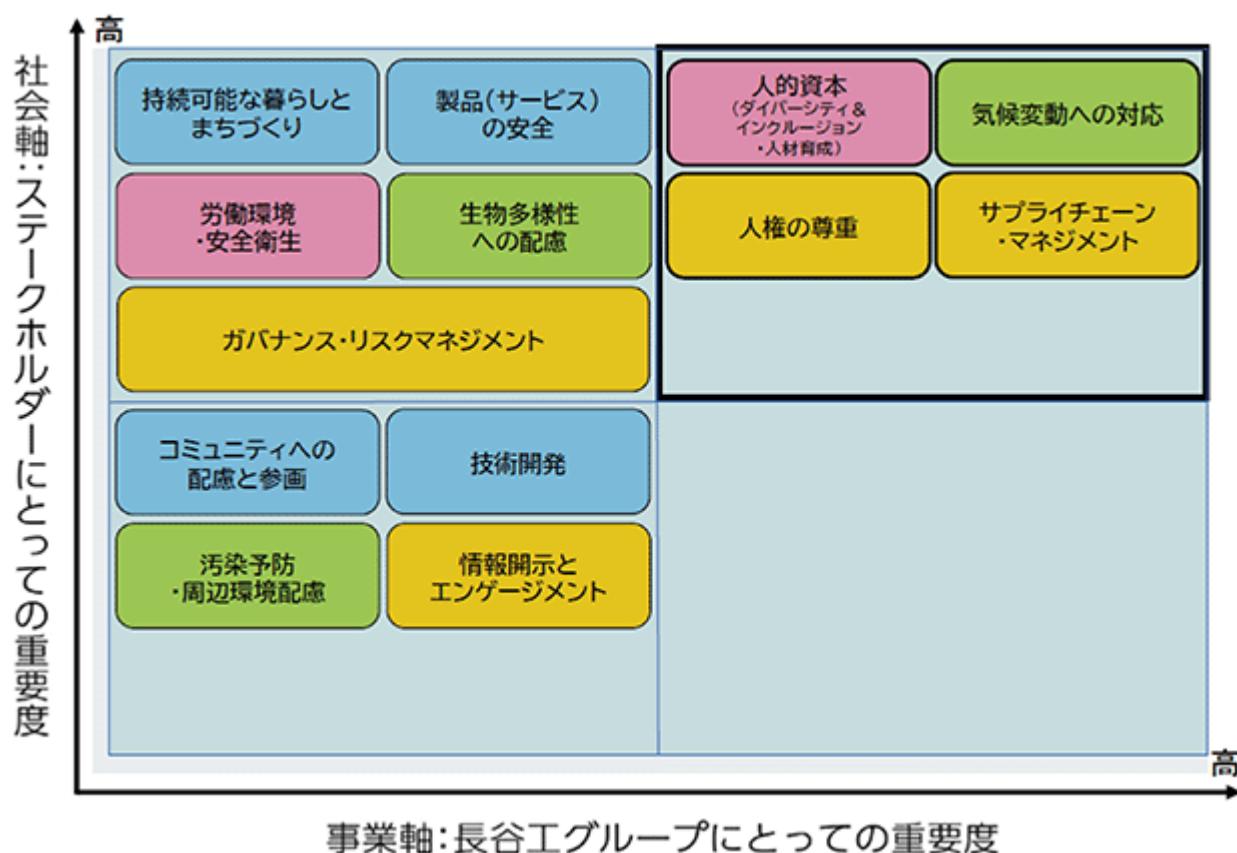 高
社会軸:ステークホルダーにとっての重要度
持続可能な暮らしと
まちづくり
製品(サービス)
の安全
人的資本
(ダイバーシティ&
インクルージョン
・人材育成)
気候変動への対応
労働環境
・安全衛生
生物多様性
への配慮
人権の尊重
サプライチェーン
・マネジメント
ガバナンス・リスクマネジメント
コミュニティへの
配慮と参画
技術開発
汚染予防
・周辺環境配慮
情報開示と
エンゲージメント
高
事業軸:長谷工グループにとっての重要度